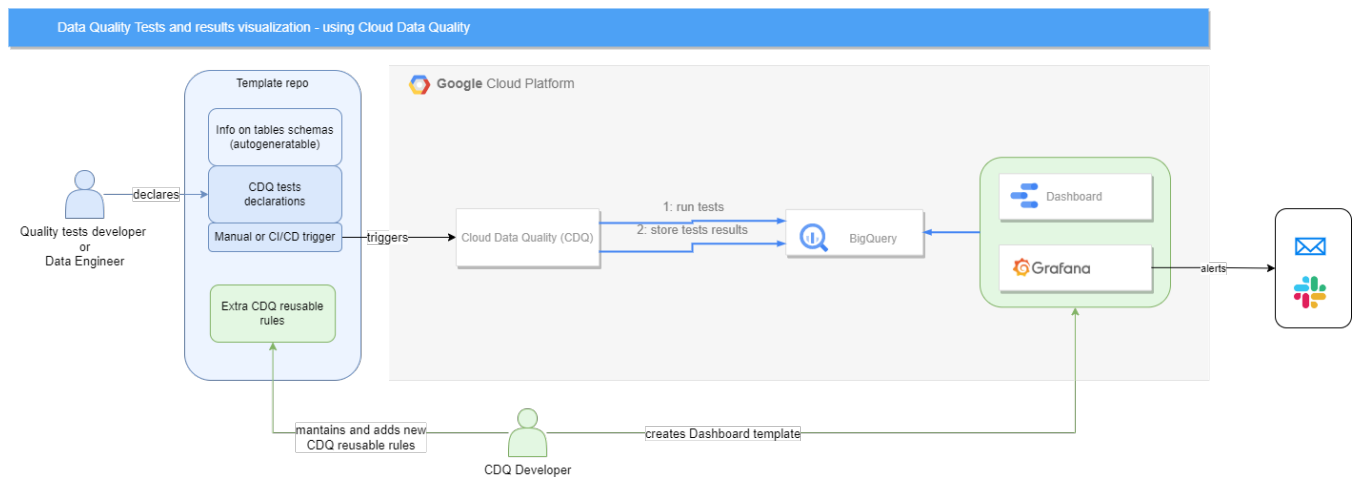 Data Quality Tests and results visualization - using Cloud Data Quality
Template repo
Google Cloud Platform
Info on tables schemas
(autogeneratable)
CDQ tests
declarations
Manual or CI/CD trigger
declares
Quality tests developer
or
Data Engineer
triggers
Cloud Data Quality (CDQ)
1: run tests
2: store tests results
BigQuery
Dashboard
Grafana
alerts
Extra CDQ reusable
rules
mantains and adds new
CDQ reusable rules
creates Dashboard template
CDQ Developer